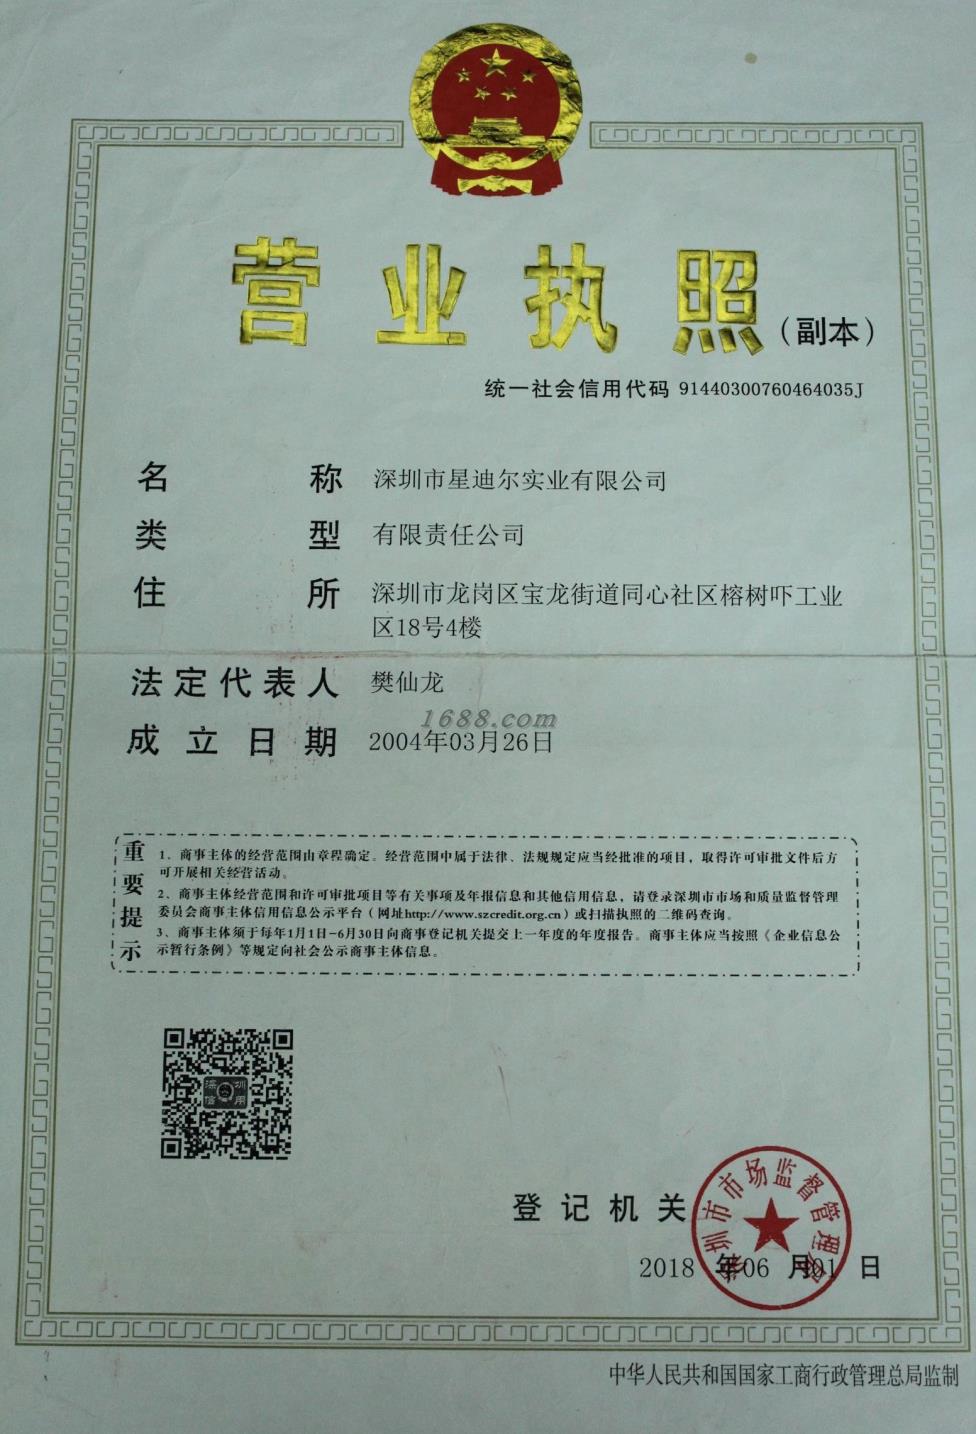 营业执照(副本)
统一社会信用代码 91440300760464035J
名称 深圳市星迪尔实业有限公司
类型 有限责任公司
住所 深圳市龙岗区宝龙街道同心社区榕树吓工业
区18号4楼
法定代表人 樊仙龙
1688.com
成立日期 2004年03月26日
重要提示
1、商事主体的经营范围由章程确定。经营范围中属于法律、法规规定应当经批准的项目，取得许可审批文件后方
可开展相关经营活动。
2、商事主体经营范围和许可审批项目等有关事项及年报信息和其他信用信息，请登录深圳市市场和质量监督管理
委员会商事主体信用信息公示平台（网址http://www.szcredit.org.cn）或扫描执照的二维码查询。
3、商事主体须于每年1月1日-6月30日向商事登记机关提交上一年度的年度报告。商事主体应当按照《企业信息公
示暂行条例》等规定向社会公示商事主体信息。
深圳信用
登记机关
深圳市市场监督管理局
2018年06月01日
中华人民共和国国家工商行政管理总局监制